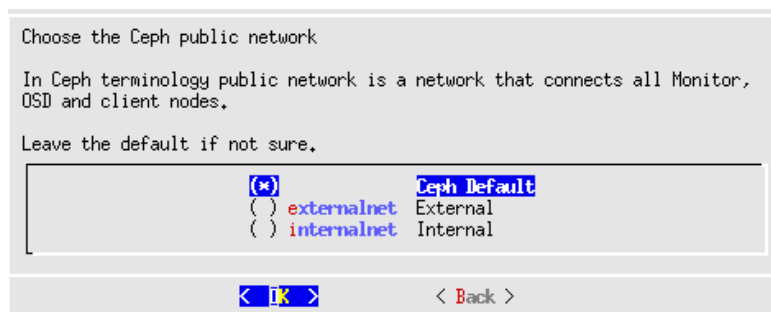 Choose the Ceph public network
In Ceph terminology public network is a network that connects all Monitor,
OSD and client nodes.
Leave the default if not sure.
(*) Ceph Default
( ) externalnet External
( ) internalnet Internal
< OK > < Back >